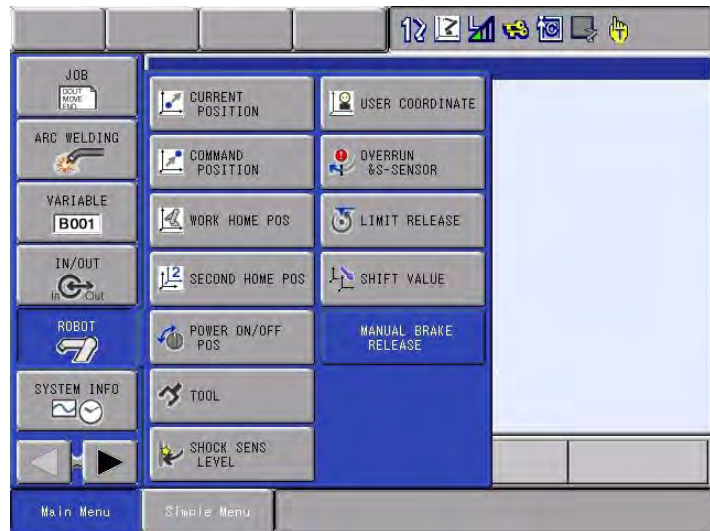 JOB
DOUT
MOVE
END
ARC WELDING
VARIABLE
B001
IN/OUT
In Out
ROBOT
SYSTEM INFO
CURRENT
POSITION
COMMAND
POSITION
WORK HOME POS
2
SECOND HOME POS
POWER ON/OFF
POS
TOOL
SHOCK SENS
LEVEL
USER COORDINATE
OVERRUN
&S-SENSOR
LIMIT RELEASE
SHIFT VALUE
MANUAL BRAKE
RELEASE
Main Menu
Simple Menu